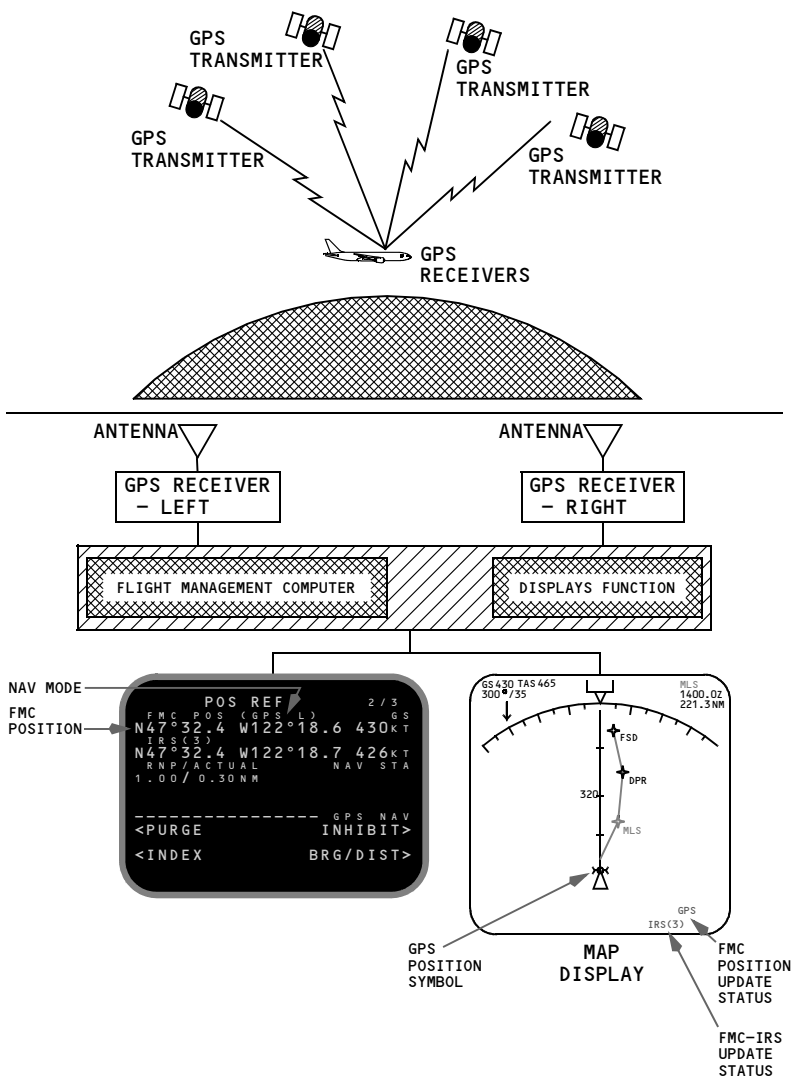 GPS
TRANSMITTER
GPS
TRANSMITTER
GPS
TRANSMITTER
GPS
TRANSMITTER
GPS
RECEIVERS
ANTENNA
ANTENNA
GPS RECEIVER
- LEFT
GPS RECEIVER
- RIGHT
FLIGHT MANAGEMENT COMPUTER
DISPLAYS FUNCTION
NAV MODE
FMC
POSITION
POS REF 2/3
FMC POS (GPS L) GS
N47°32.4 W122°18.6 430KT
IRS(3)
N47°32.4 W122°18.7 426KT
RNP/ACTUAL NAV STA
1.00/0.30NM
------------------ GPS NAV
<PURGE INHIBIT>
<INDEX BRG/DIST>
GS430 TAS465
300°/35
MLS
1400.0Z
221.3NM
FSD
DPR
320
MLS
GPS
IRS(3)
GPS
POSITION
SYMBOL
MAP
DISPLAY
FMC
POSITION
UPDATE
STATUS
FMC-IRS
UPDATE
STATUS